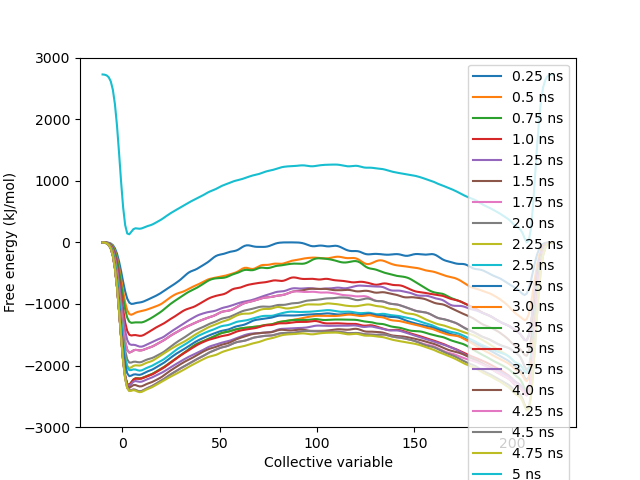 3000
2000
1000
0
−1000
−2000
−3000
Free energy (kJ/mol)
0
50
100
150
200
Collective variable
0.25 ns
0.5 ns
0.75 ns
1.0 ns
1.25 ns
1.5 ns
1.75 ns
2.0 ns
2.25 ns
2.5 ns
2.75 ns
3.0 ns
3.25 ns
3.5 ns
3.75 ns
4.0 ns
4.25 ns
4.5 ns
4.75 ns
5 ns